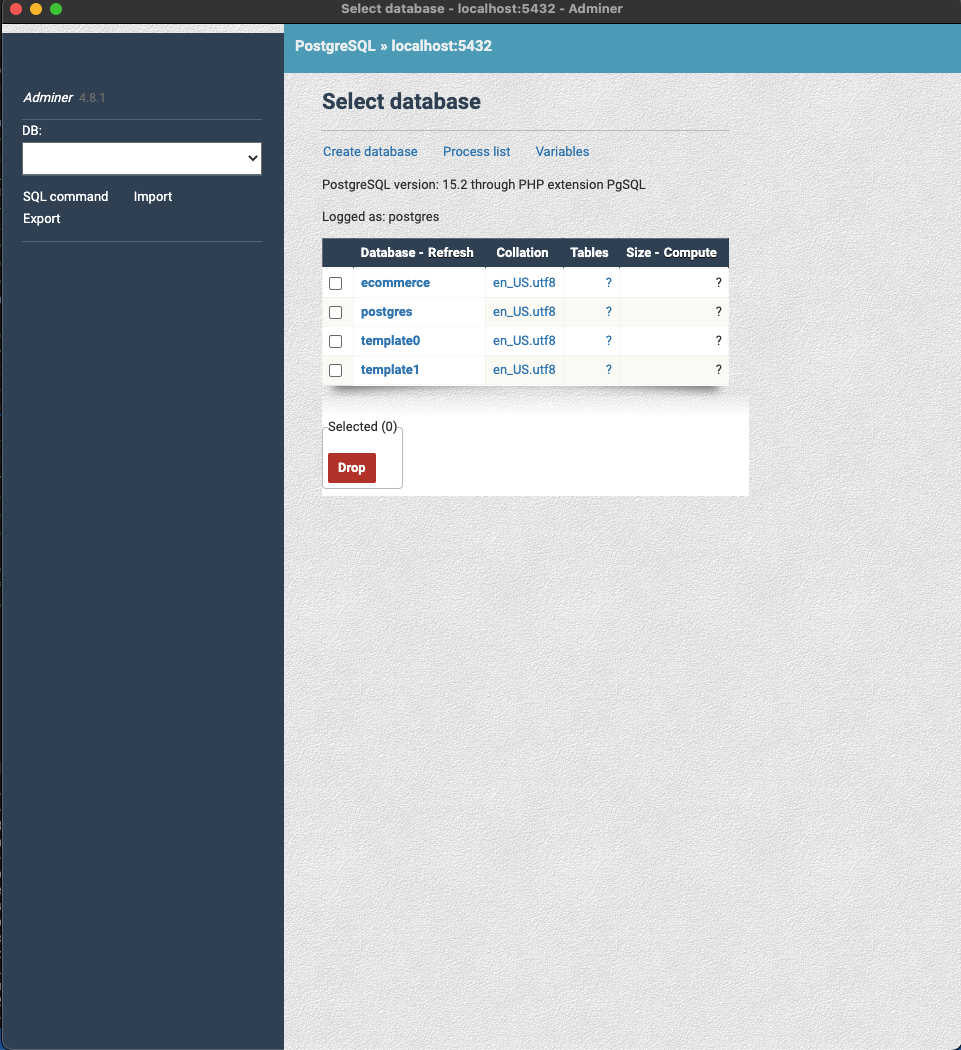 Select database - localhost:5432 - Adminer
PostgreSQL » localhost:5432
Adminer 4.8.1
DB:
SQL command Import
Export
Select database
Create database Process list Variables
PostgreSQL version: 15.2 through PHP extension PgSQL
Logged as: postgres
Database - Refresh Collation Tables Size - Compute
ecommerce en_US.utf8 ? ?
postgres en_US.utf8 ? ?
template0 en_US.utf8 ? ?
template1 en_US.utf8 ? ?
Selected (0)
Drop